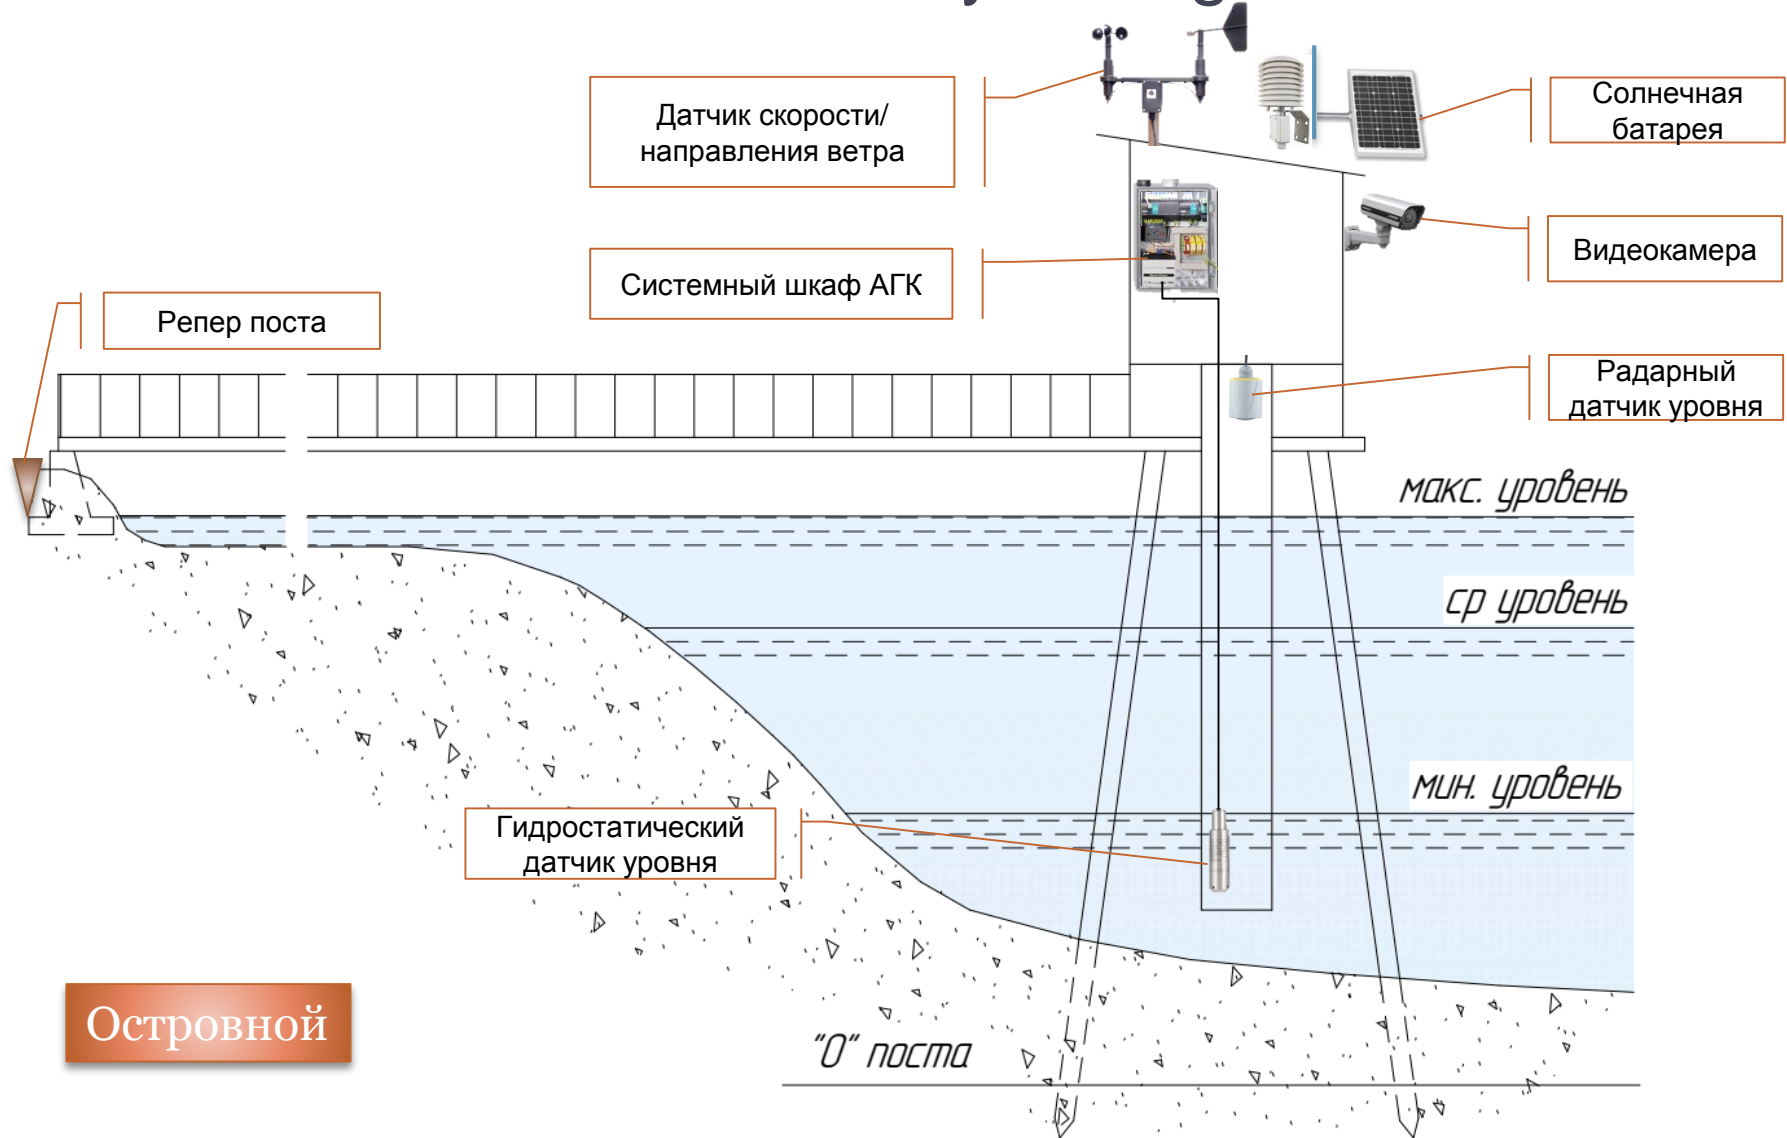 Датчик скорости/
направления ветра
Солнечная
батарея
Системный шкаф АГК
Видеокамера
Репер поста
Радарный
датчик уровня
макс. уровень
ср уровень
мин. уровень
Гидростатический
датчик уровня
Островной
"0" поста